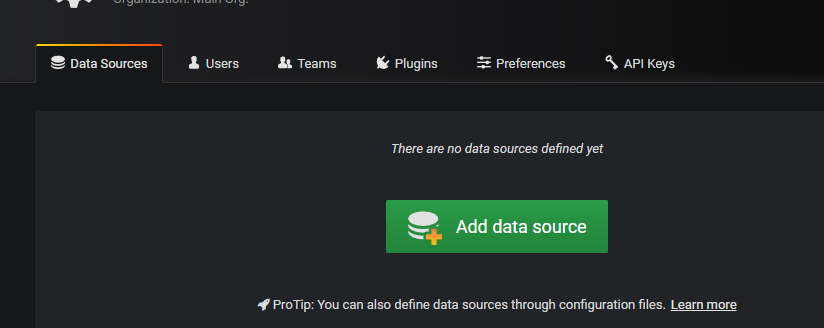 Organization: Main Org.
Data Sources Users Teams Plugins Preferences API Keys
There are no data sources defined yet
Add data source
ProTip: You can also define data sources through configuration files. Learn more